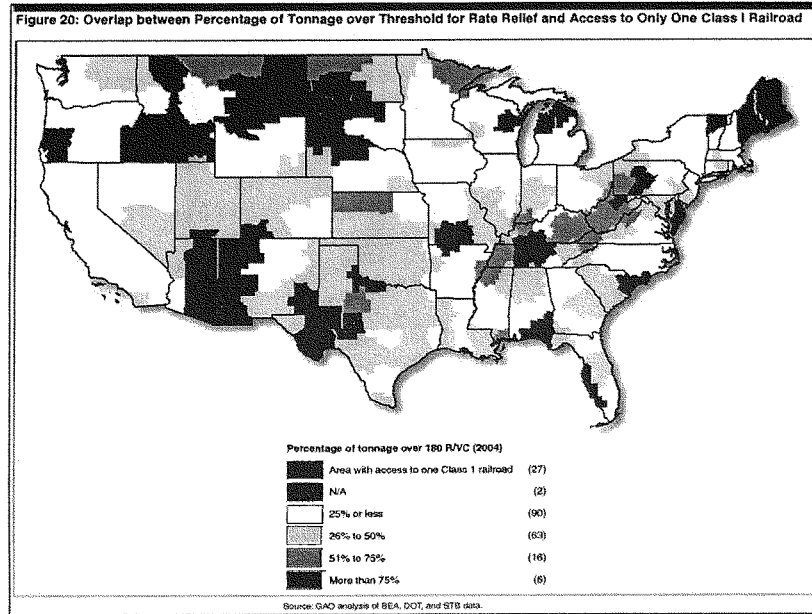 Figure 20: Overlap between Percentage of Tonnage over Threshold for Rate Relief and Access to Only One Class I Railroad
Percentage of tonnage over 180 R/VC (2004)
Area with access to one Class 1 railroad (27)
N/A (2)
25% or less (90)
26% to 50% (63)
51% to 75% (16)
More than 75% (6)
Source: GAO analysis of BEA, DOT, and STB data.